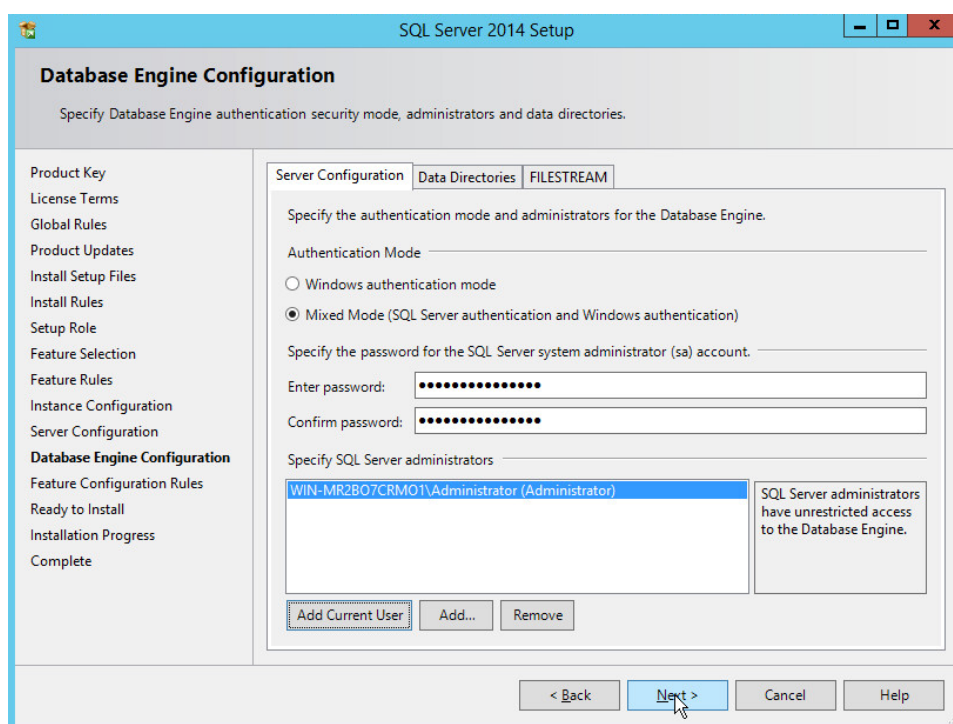 SQL Server 2014 Setup
Database Engine Configuration
Specify Database Engine authentication security mode, administrators and data directories.
Product Key
License Terms
Global Rules
Product Updates
Install Setup Files
Install Rules
Setup Role
Feature Selection
Feature Rules
Instance Configuration
Server Configuration
Database Engine Configuration
Feature Configuration Rules
Ready to Install
Installation Progress
Complete
Server Configuration Data Directories FILESTREAM
Specify the authentication mode and administrators for the Database Engine.
Authentication Mode
Windows authentication mode
Mixed Mode (SQL Server authentication and Windows authentication)
Specify the password for the SQL Server system administrator (sa) account.
Enter password: ●●●●●●●●●●●●●●●
Confirm password: ●●●●●●●●●●●●●●●
Specify SQL Server administrators
WIN-MR2BO7CRMO1\Administrator (Administrator)
SQL Server administrators
have unrestricted access
to the Database Engine.
Add Current User Add... Remove
< Back Next > Cancel Help